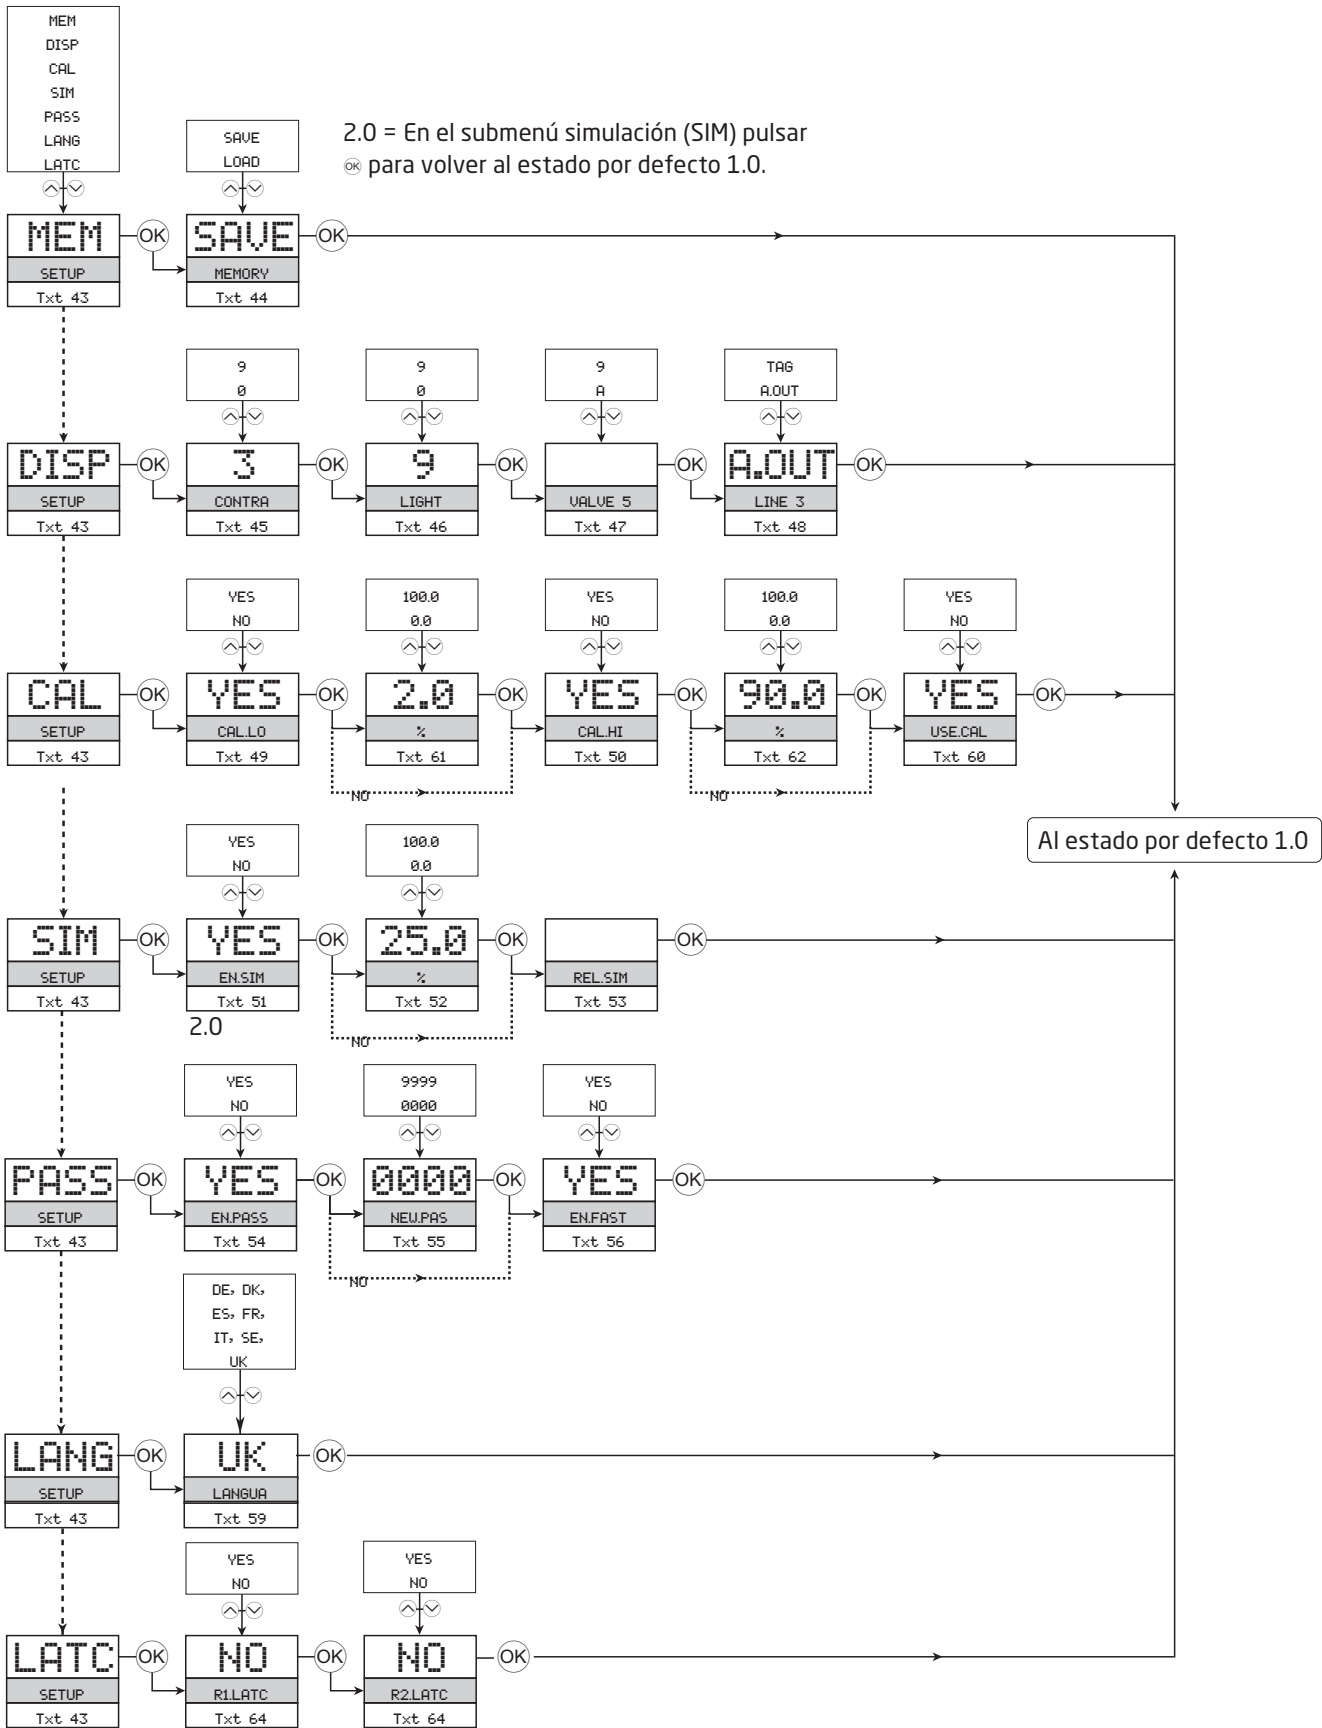 MEM
DISP
CAL
SIM
PASS
LANG
LATC
SAVE
LOAD
2.0 = En el submenú simulación (SIM) pulsar
OK para volver al estado por defecto 1.0.
MEM
OK
SAVE
OK
SETUP
MEMORY
Txt 43
Txt 44
9
0
9
0
9
A
TAG
A.OUT
DISP
OK
3
OK
9
OK
OK
A.OUT
OK
SETUP
CONTRA
LIGHT
VALVE 5
LINE 3
Txt 43
Txt 45
Txt 46
Txt 47
Txt 48
YES
NO
100.0
0.0
YES
NO
100.0
0.0
YES
NO
CAL
OK
YES
OK
2.0
OK
YES
OK
90.0
OK
YES
OK
SETUP
CAL.LO
%
CAL.HI
%
USE.CAL
Txt 43
Txt 49
Txt 61
Txt 50
Txt 62
Txt 60
NO
NO
Al estado por defecto 1.0
YES
NO
100.0
0.0
SIM
OK
YES
OK
25.0
OK
OK
SETUP
EN.SIM
%
REL.SIM
Txt 43
Txt 51
Txt 52
Txt 53
2.0
NO
YES
NO
9999
0000
YES
NO
PASS
OK
YES
OK
0000
OK
YES
OK
SETUP
EN.PASS
NEW.PAS
EN.FAST
Txt 43
Txt 54
Txt 55
Txt 56
NO
DE, DK,
ES, FR,
IT, SE,
UK
LANG
OK
UK
OK
SETUP
LANGUA
Txt 43
Txt 59
YES
NO
YES
NO
LATC
OK
NO
OK
NO
OK
SETUP
R1.LATC
R2.LATC
Txt 43
Txt 64
Txt 64